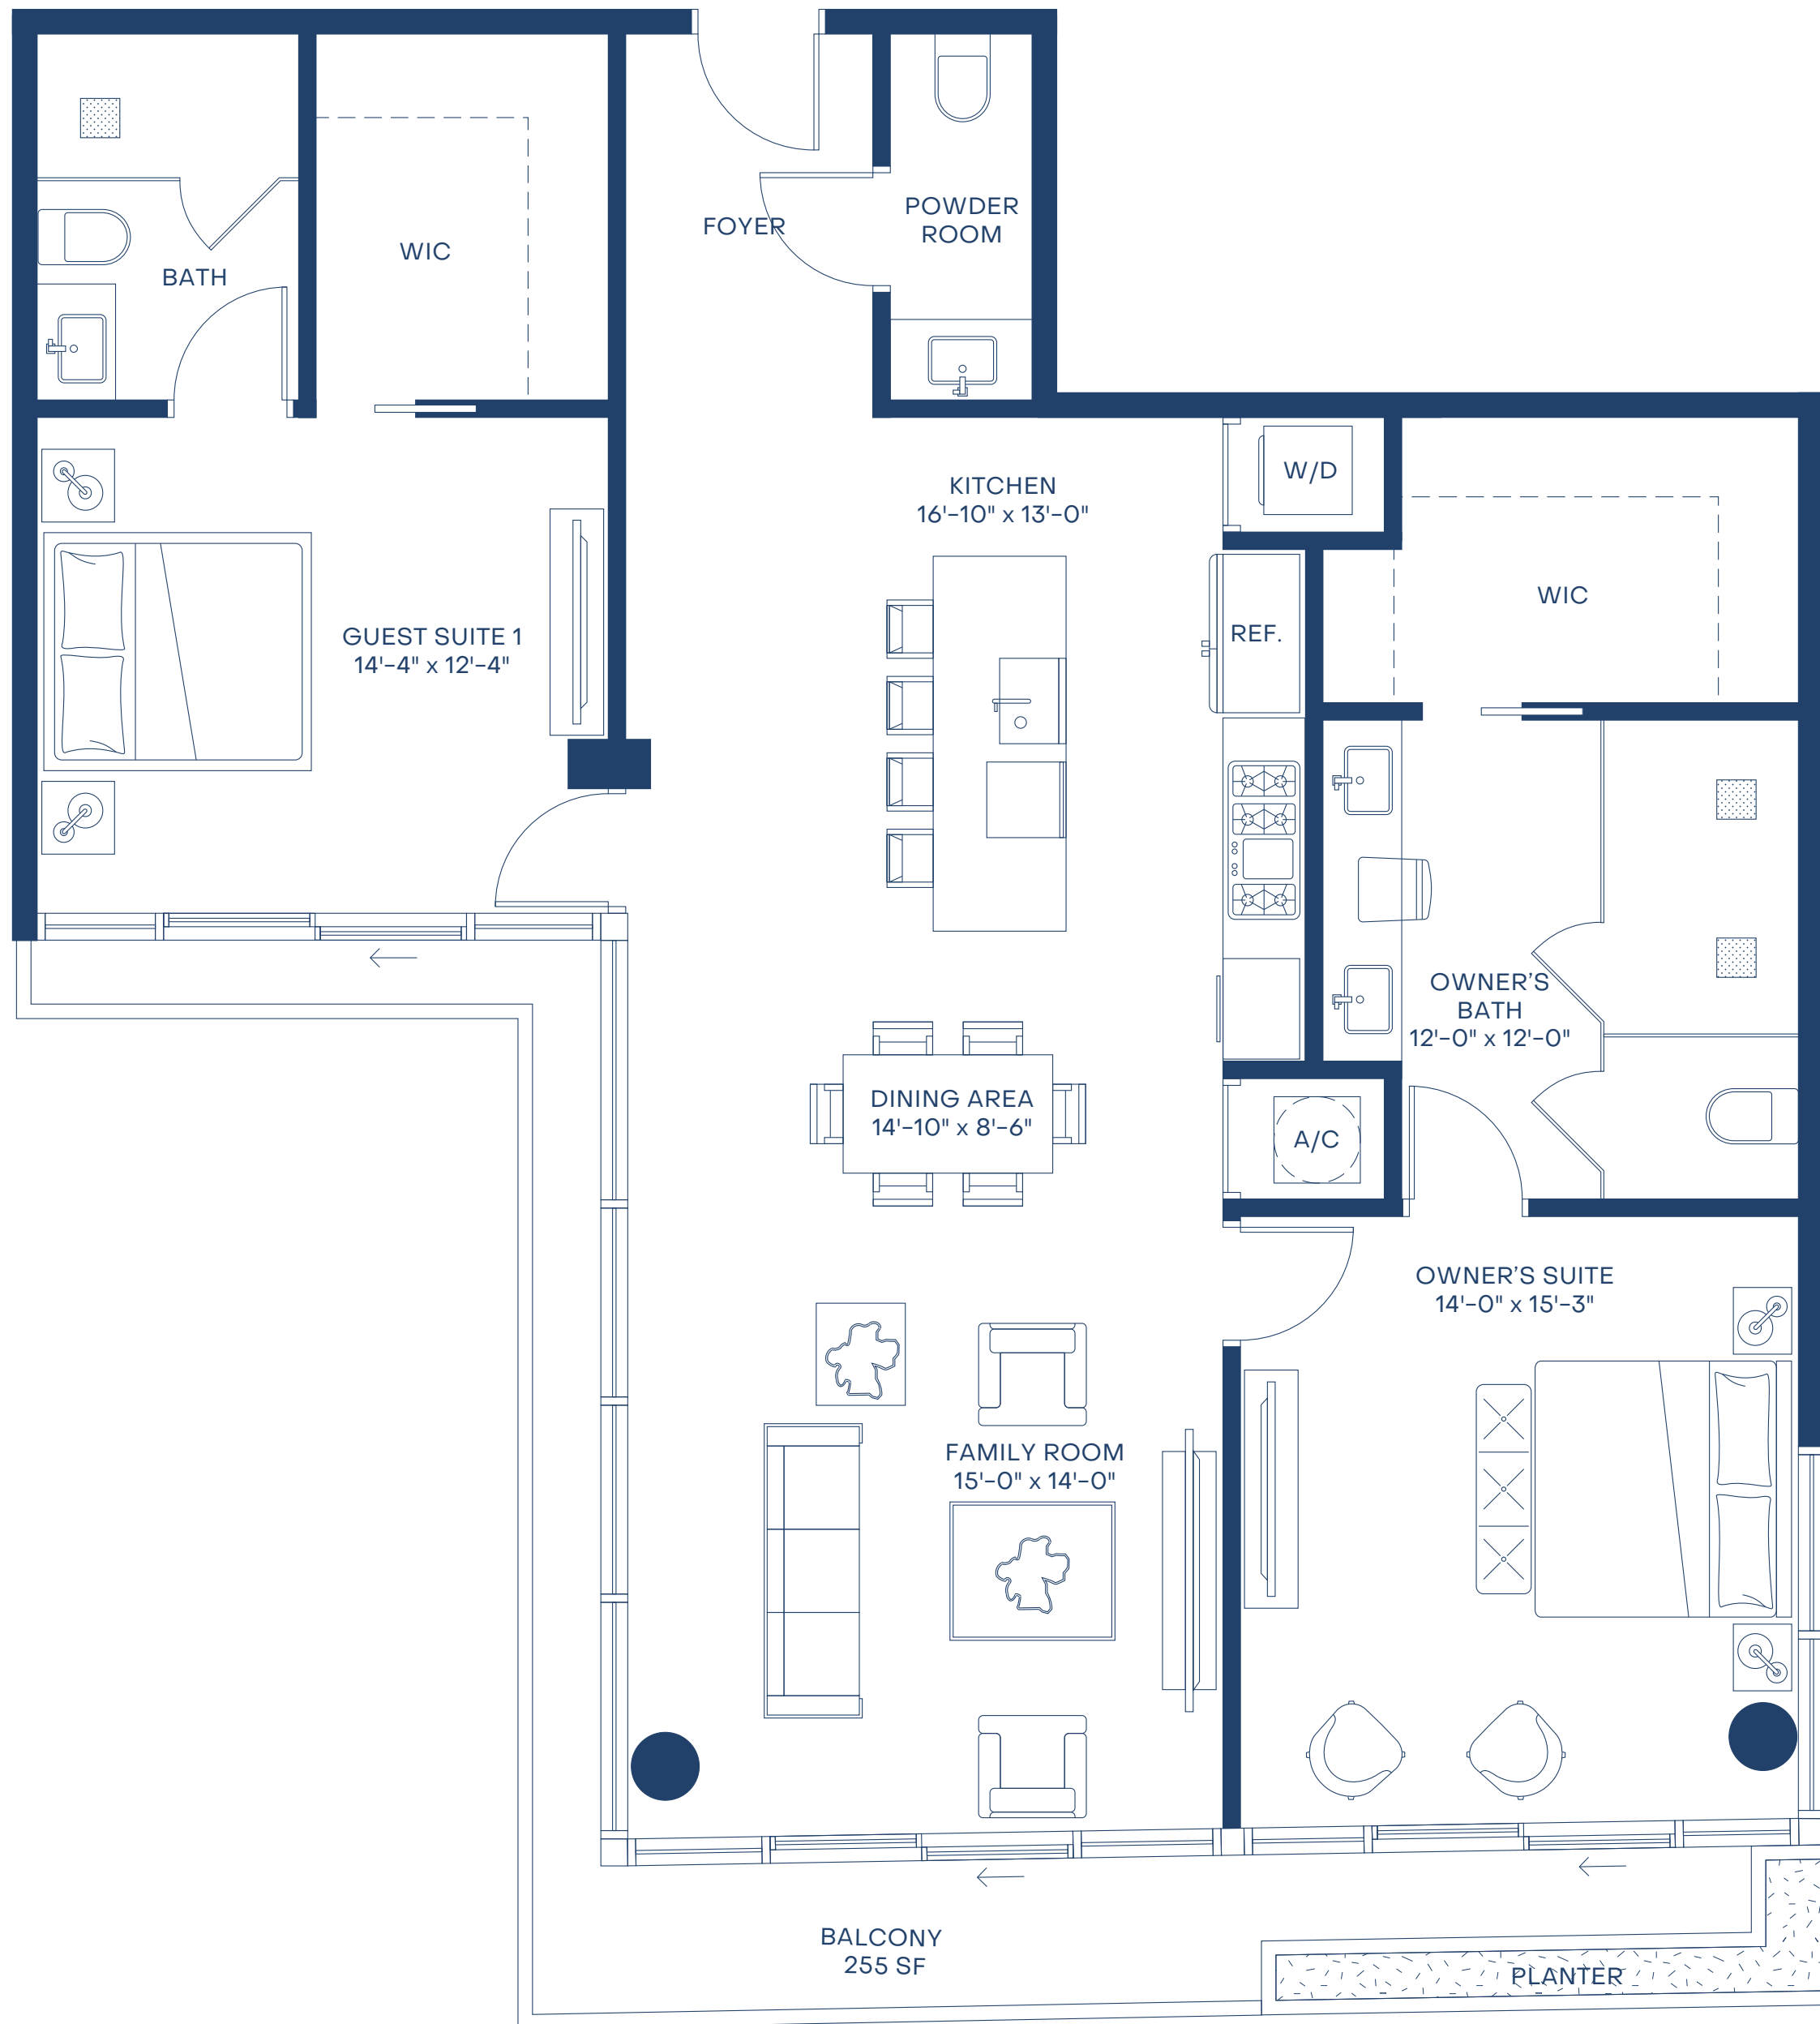 POWDER
ROOM
FOYER
WIC
BATH
W/D
KITCHEN
16'-10" x 13'-0"
WIC
REF.
GUEST SUITE 1
14'-4" x 12'-4"
OWNER'S
BATH
12'-0" x 12'-0"
DINING AREA
14'-10" x 8'-6"
A/C
OWNER'S SUITE
14'-0" x 15'-3"
FAMILY ROOM
15'-0" x 14'-0"
BALCONY
255 SF
PLANTER